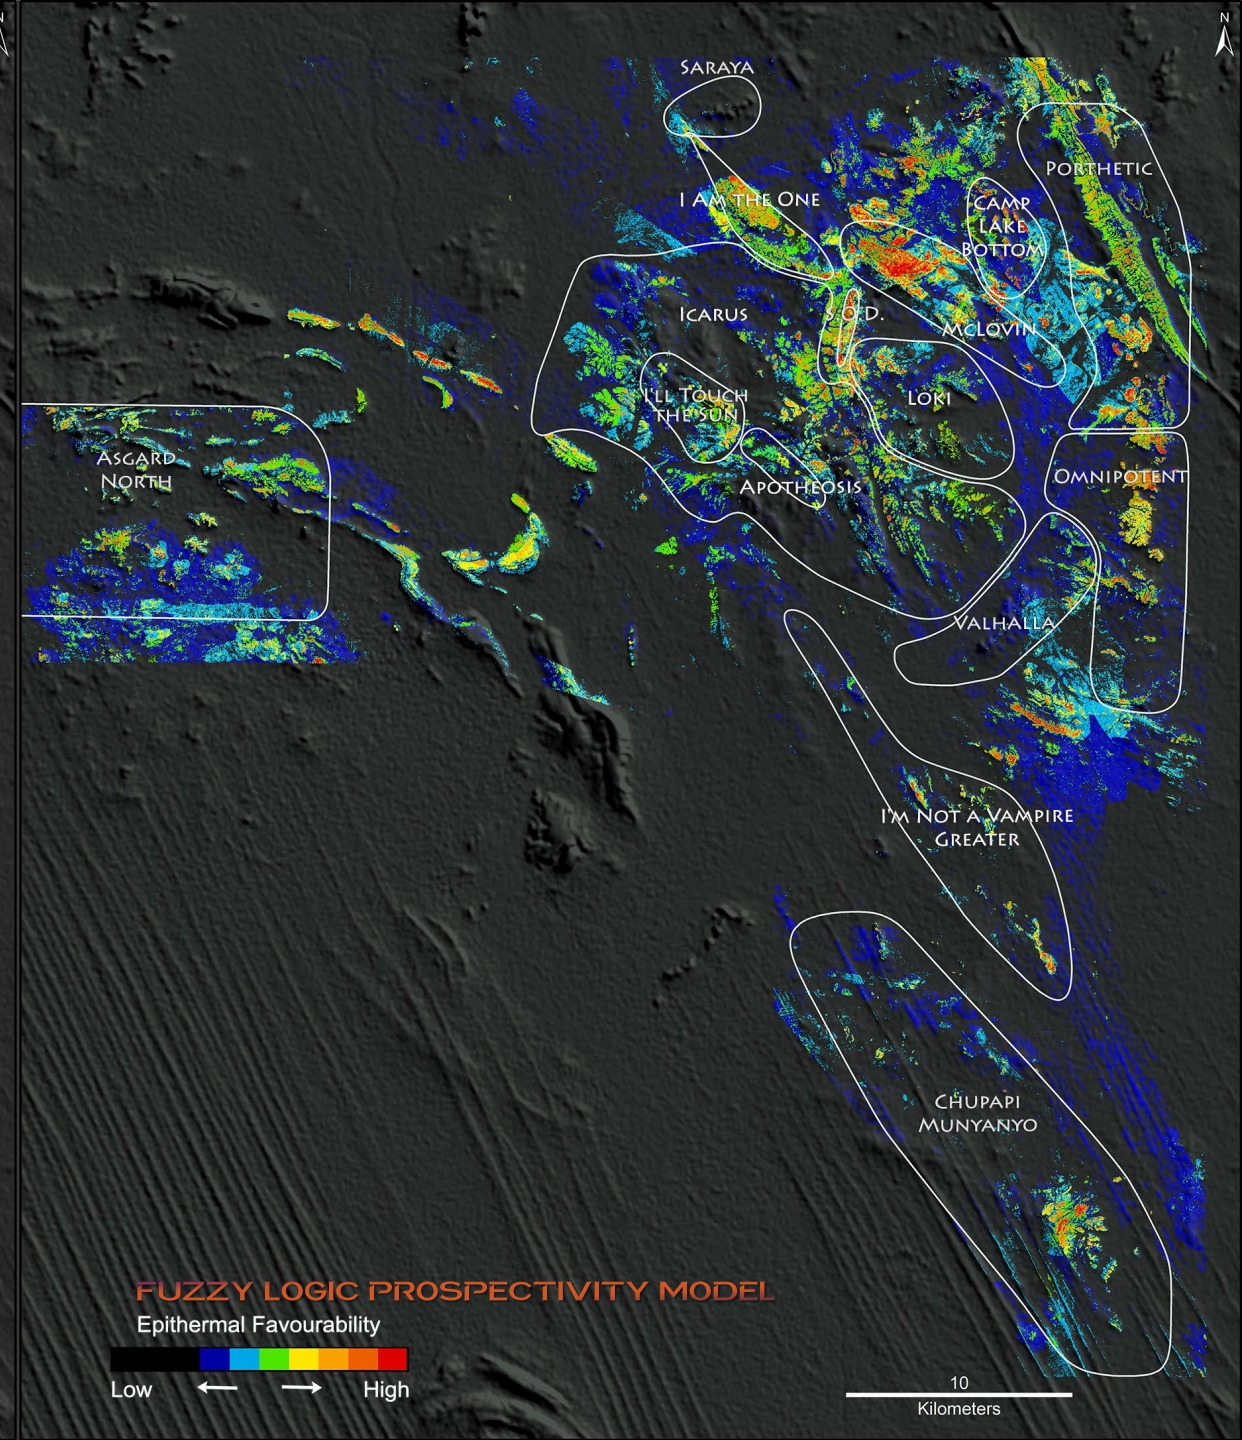 N
N
SARAYA
PORTHETIC
I AM THE ONE
CAMP
LAKE
BOTTOM
ICARUS
S.O.D.
MCLOVIN
I'LL TOUCH
THE SUN
LOKI
ASGARD
NORTH
OMNIPOTENT
APOTHEOSIS
VALHALLA
I'M NOT A VAMPIRE
GREATER
CHUPAPI
MUNYANYO
FUZZY LOGIC PROSPECTIVITY MODEL
Epithermal Favourability
Low
High
10
Kilometers